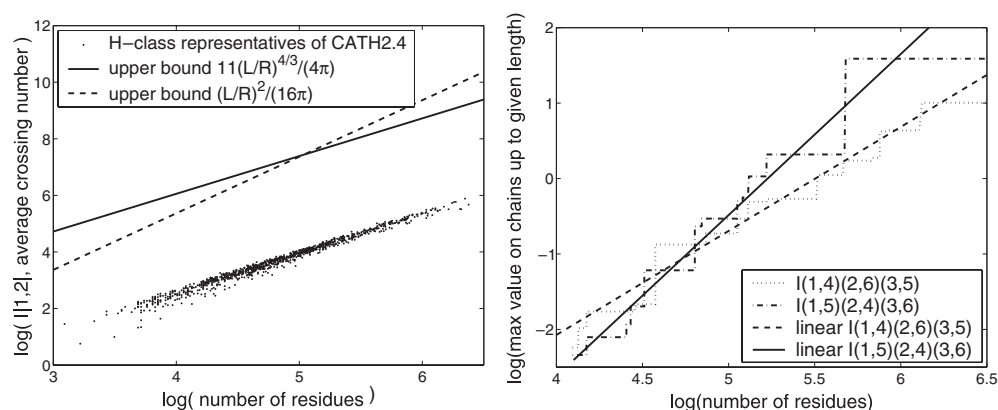 12
10
8
6
4
2
0
3
4
5
6
log( I|1,2|, average crossing number )
log( number of residues )
H-class representatives of CATH2.4
upper bound 11(L/R)^4/3/(4π)
upper bound (L/R)^2/(16π)
2
1
0
−1
−2
4
4.5
5
5.5
6
6.5
log(max value on chains up to given length)
log(number of residues)
I(1,4)(2,6)(3,5)
I(1,5)(2,4)(3,6)
linear I(1,4)(2,6)(3,5)
linear I(1,5)(2,4)(3,6)